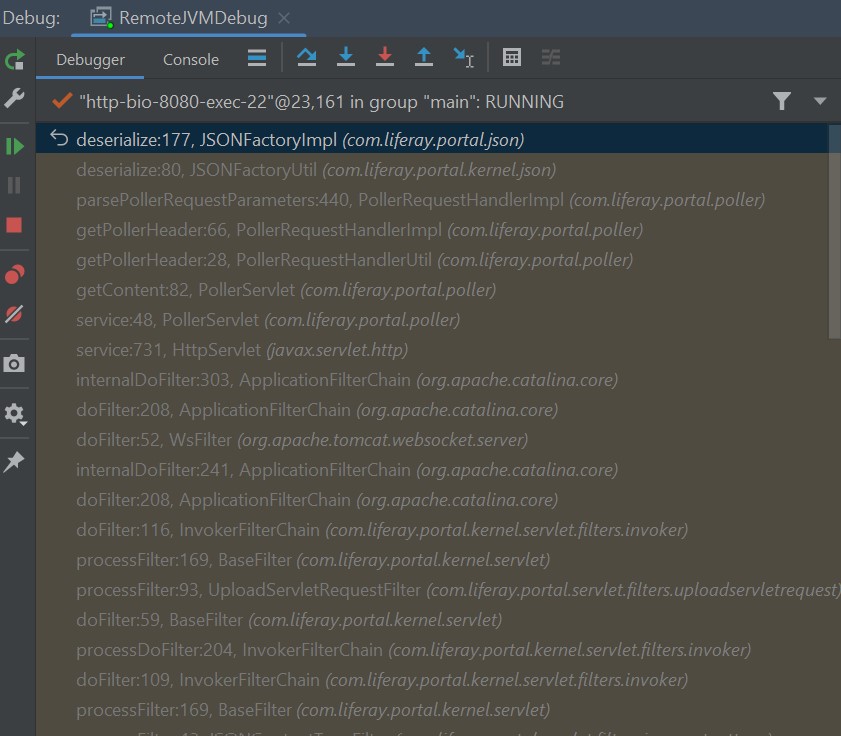 Debug: RemoteJVMDebug
Debugger Console
"http-bio-8080-exec-22"@23,161 in group "main": RUNNING
deserialize:177, JSONFactoryImpl (com.liferay.portal.json)
deserialize:80, JSONFactoryUtil (com.liferay.portal.kernel.json)
parsePollerRequestParameters:440, PollerRequestHandlerImpl (com.liferay.portal.poller)
getPollerHeader:66, PollerRequestHandlerImpl (com.liferay.portal.poller)
getPollerHeader:28, PollerRequestHandlerUtil (com.liferay.portal.poller)
getContent:82, PollerServlet (com.liferay.portal.poller)
service:48, PollerServlet (com.liferay.portal.poller)
service:731, HttpServlet (javax.servlet.http)
internalDoFilter:303, ApplicationFilterChain (org.apache.catalina.core)
doFilter:208, ApplicationFilterChain (org.apache.catalina.core)
doFilter:52, WsFilter (org.apache.tomcat.websocket.server)
internalDoFilter:241, ApplicationFilterChain (org.apache.catalina.core)
doFilter:208, ApplicationFilterChain (org.apache.catalina.core)
doFilter:116, InvokerFilterChain (com.liferay.portal.kernel.servlet.filters.invoker)
processFilter:169, BaseFilter (com.liferay.portal.kernel.servlet)
processFilter:93, UploadServletRequestFilter (com.liferay.portal.servlet.filters.uploadservletrequest)
doFilter:59, BaseFilter (com.liferay.portal.kernel.servlet)
processDoFilter:204, InvokerFilterChain (com.liferay.portal.kernel.servlet.filters.invoker)
doFilter:109, InvokerFilterChain (com.liferay.portal.kernel.servlet.filters.invoker)
processFilter:169, BaseFilter (com.liferay.portal.kernel.servlet)